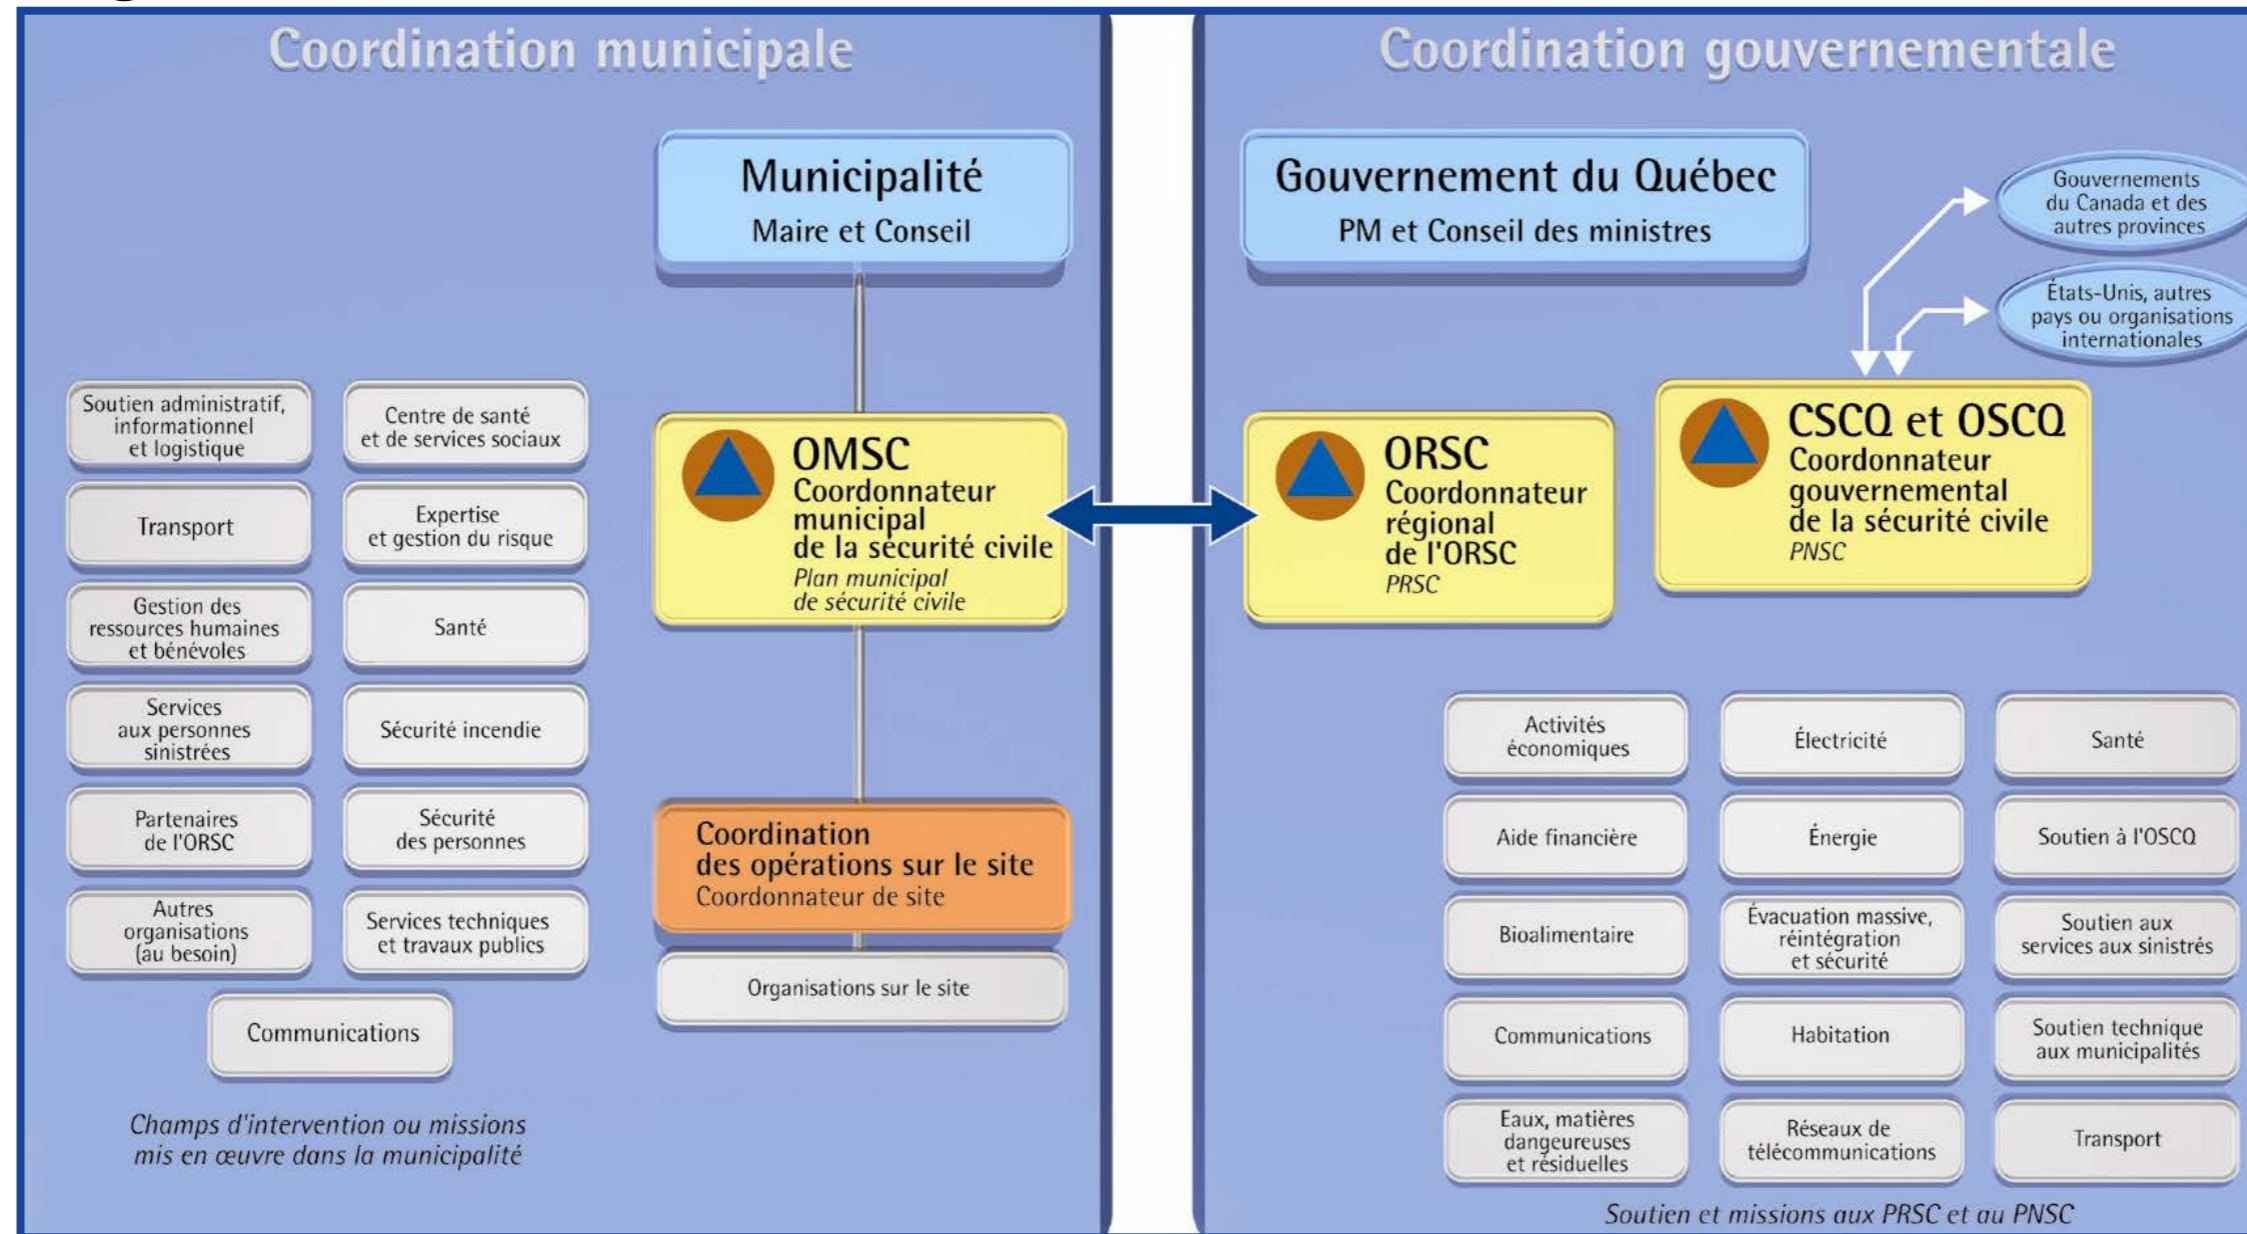 Coordination municipale
Municipalité
Maire et Conseil
Soutien administratif,
informationnel
et logistique
Centre de santé
et de services sociaux
Transport
Expertise
et gestion du risque
Gestion des
ressources humaines
et bénévoles
Santé
Services
aux personnes
sinistrées
Sécurité incendie
Partenaires
de l'ORSC
Sécurité
des personnes
Autres
organisations
(au besoin)
Services techniques
et travaux publics
Communications
Champs d'intervention ou missions
mis en œuvre dans la municipalité
OMSC
Coordonnateur
municipal
de la sécurité civile
Plan municipal
de sécurité civile
Coordination
des opérations sur le site
Coordonnateur de site
Organisations sur le site
Coordination gouvernementale
Gouvernement du Québec
PM et Conseil des ministres
Gouvernements
du Canada et des
autres provinces
États-Unis, autres
pays ou organisations
internationales
ORSC
Coordonnateur
régional
de l'ORSC
PRSC
CSCQ et OSCQ
Coordonnateur
gouvernemental
de la sécurité civile
PNSC
Activités
économiques
Électricité
Santé
Aide financière
Énergie
Soutien à l'OSCQ
Bioalimentaire
Évacuation massive,
réintégration
et sécurité
Soutien aux
services aux sinistrés
Communications
Habitation
Soutien technique
aux municipalités
Eaux, matières
dangeureuses
et résiduelles
Réseaux de
télécommunications
Transport
Soutien et missions aux PRSC et au PNSC